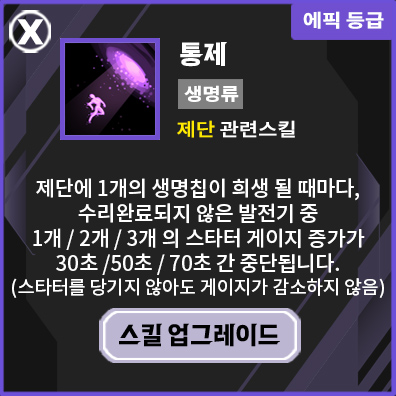 X
에픽 등급
통제
생명류
제단 관련스킬
제단에 1개의 생명칩이 희생 될 때마다,
수리완료되지 않은 발전기 중
1개 / 2개 / 3개 의 스타터 게이지 증가가
30초 /50초 / 70초 간 중단됩니다.
(스타터를 당기지 않아도 게이지가 감소하지 않음)
스킬 업그레이드